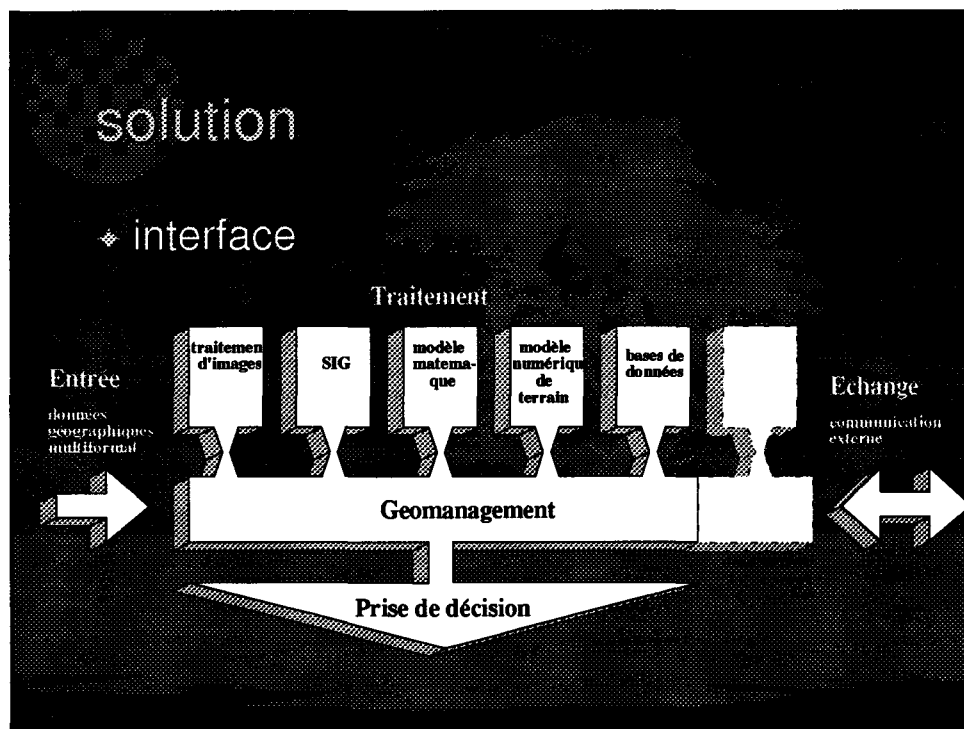 solution
interface
Traitement
traitemen
d'images
SIG
modèle
matema-
que
modèle
numériqu
de
terrain
bases de
données
Entrée
données
géographiques
multiformat
Echange
communication
externe
Geomanagement
Prise de décision